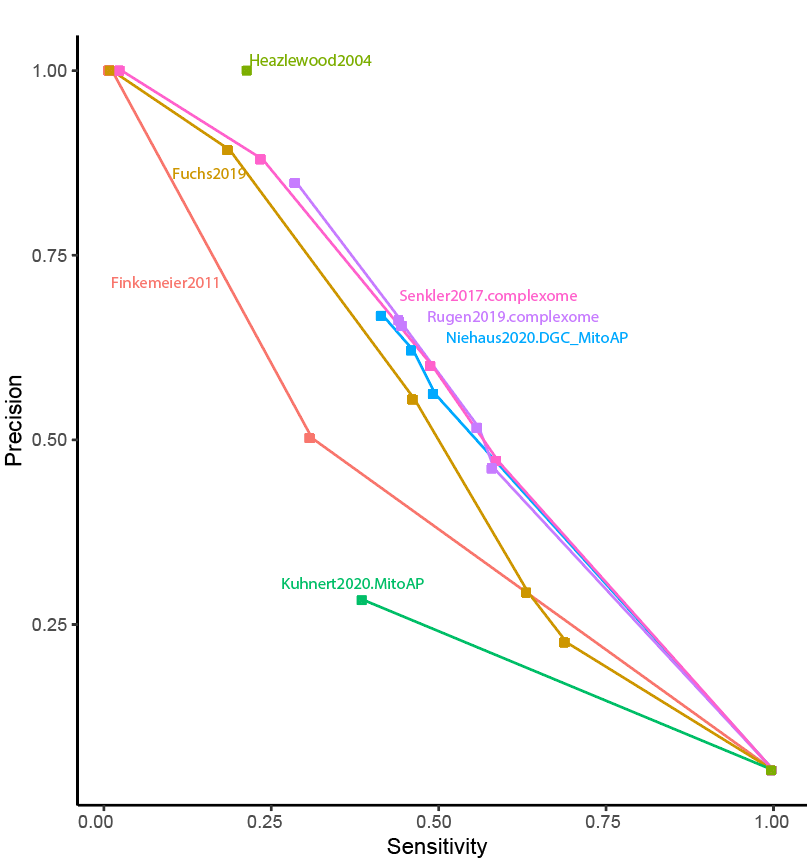 Heazlewood2004
1.00
Fuchs2019
0.75
Finkemeier2011
Senkler2017.complexome
Rugen2019.complexome
Niehaus2020.DGC_MitoAP
0.50
Precision
Kuhnert2020.MitoAP
0.25
0.00 0.25 0.50 0.75 1.00
Sensitivity